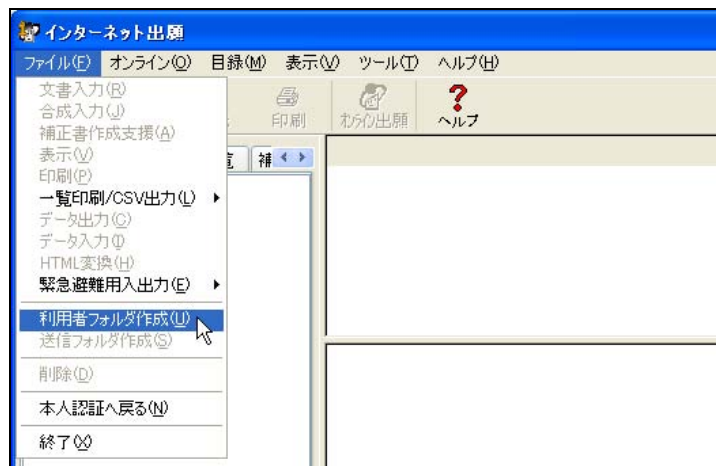 インターネット出願
ファイル(F) オンライン(O) 目録(M) 表示(V) ツール(T) ヘルプ(H)
文書入力(R)
合成入力(J)
補正書作成支援(A)
表示(V)
印刷(P)
一覧印刷/CSV出力(L)
データ出力(C)
データ入力(I)
HTML変換(H)
緊急避難用入出力(E)
利用者フォルダ作成(U)
送信フォルダ作成(S)
削除(D)
本人認証へ戻る(N)
終了(X)
印刷 オンライン出願 ヘルプ
覧 補